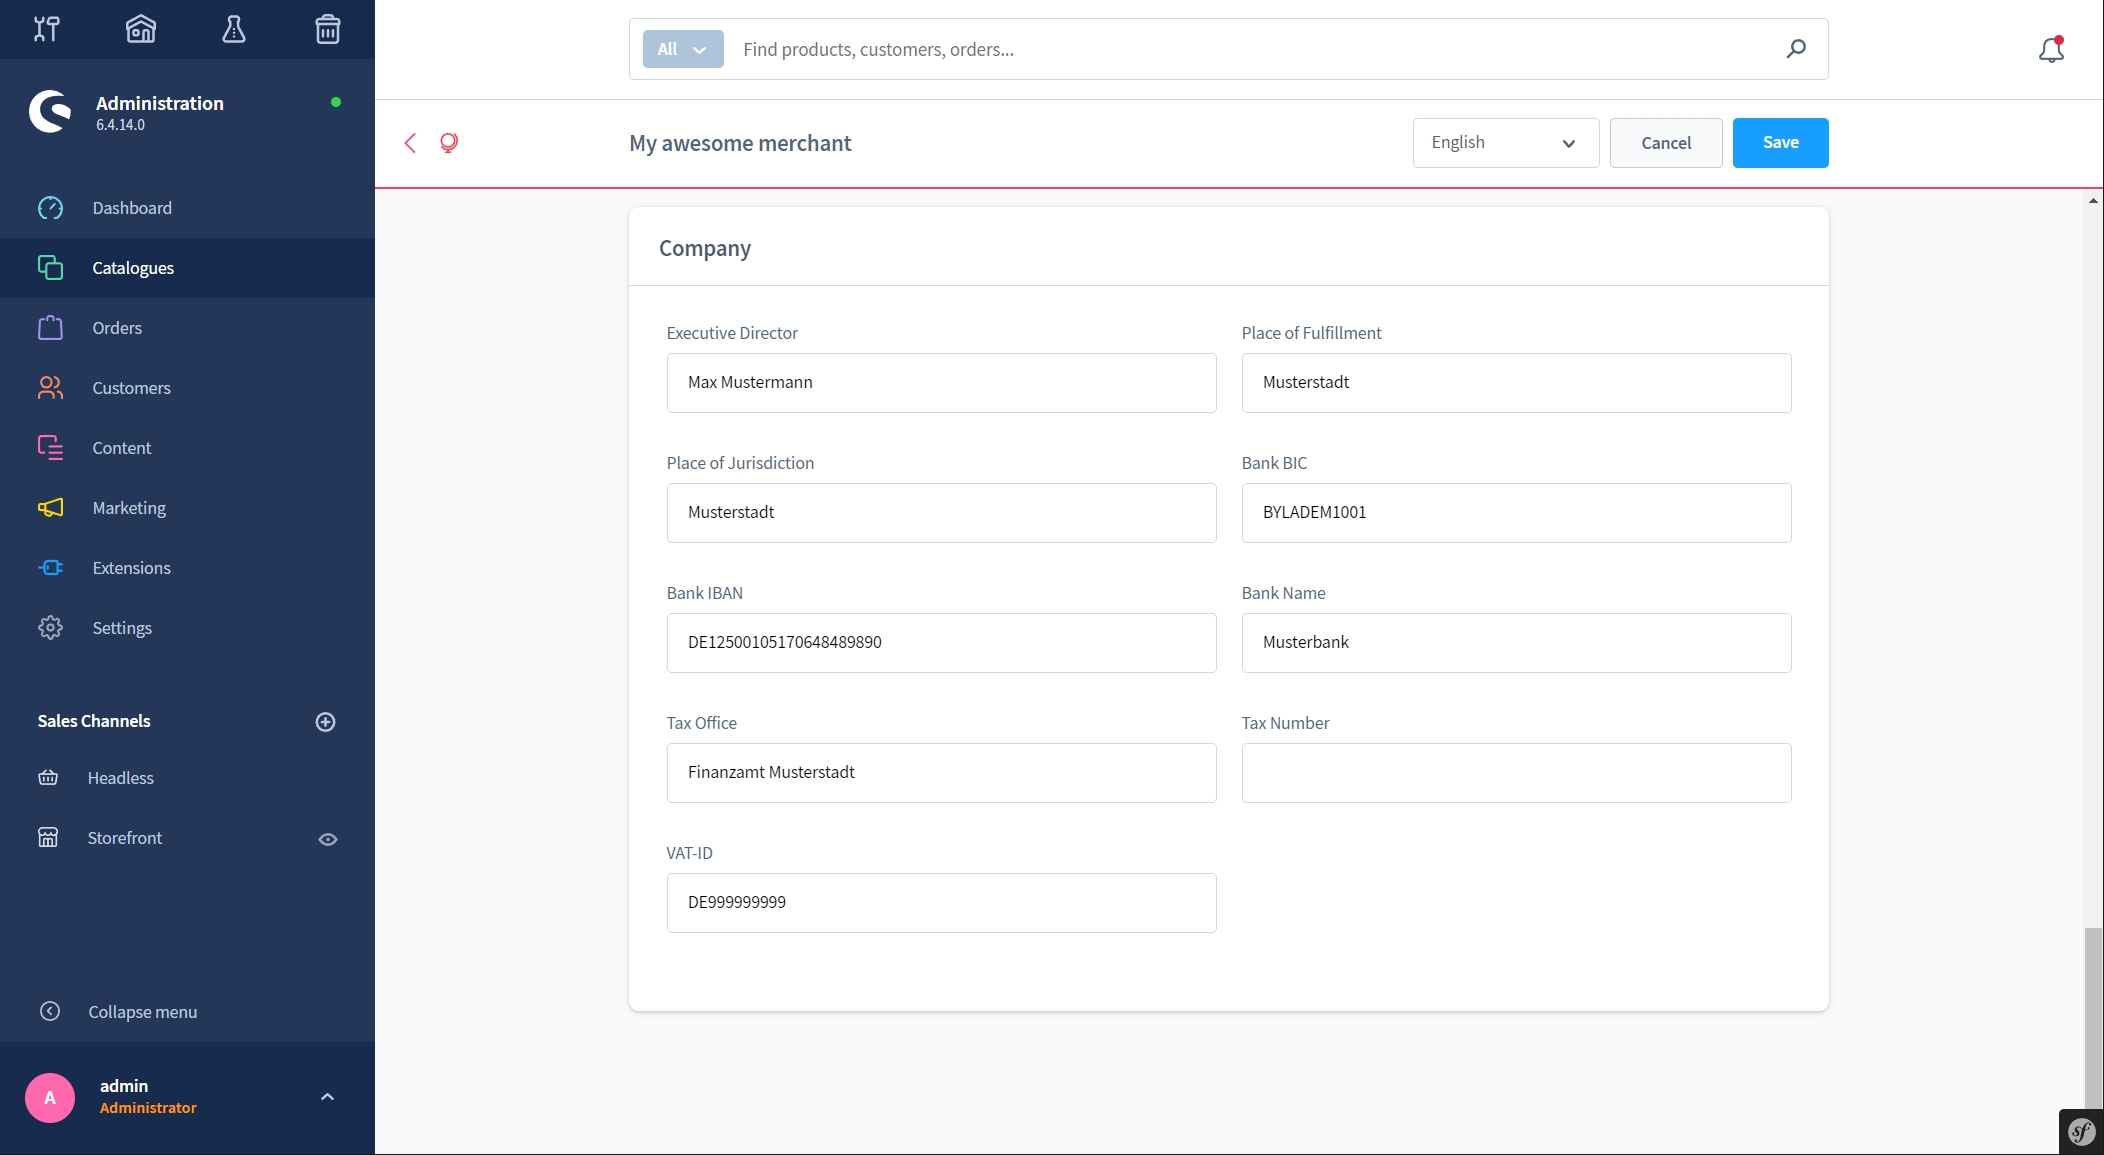 Administration
6.4.14.0
Dashboard
Catalogues
Orders
Customers
Content
Marketing
Extensions
Settings
Sales Channels
Headless
Storefront
Collapse menu
A
admin
Administrator
All
Find products, customers, orders...
My awesome merchant
English
Cancel
Save
Company
Executive Director
Max Mustermann
Place of Fulfillment
Musterstadt
Place of Jurisdiction
Musterstadt
Bank BIC
BYLADEM1001
Bank IBAN
DE12500105170648489890
Bank Name
Musterbank
Tax Office
Finanzamt Musterstadt
Tax Number
VAT-ID
DE999999999
sf